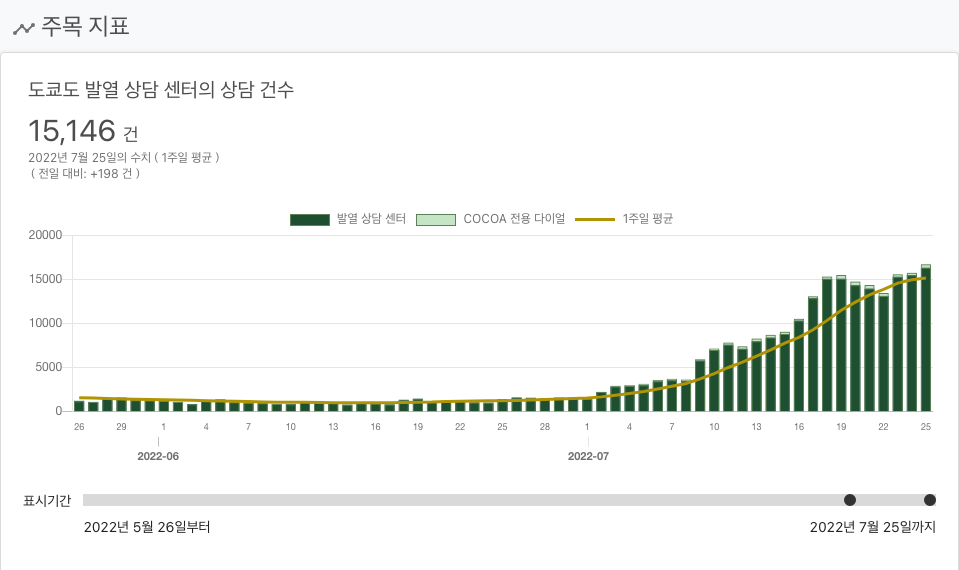 주목 지표
도쿄도 발열 상담 센터의 상담 건수
15,146 건
2022년 7월 25일의 수치 ( 1주일 평균 )
( 전일 대비: +198 건 )
발열 상담 센터 COCOA 전용 다이얼 1주일 평균
20000
15000
10000
5000
0
26 29 1 4 7 10 13 16 19 22 25 28 1 4 7 10 13 16 19 22 25
2022-06 2022-07
표시기간
2022년 5월 26일부터 2022년 7월 25일까지